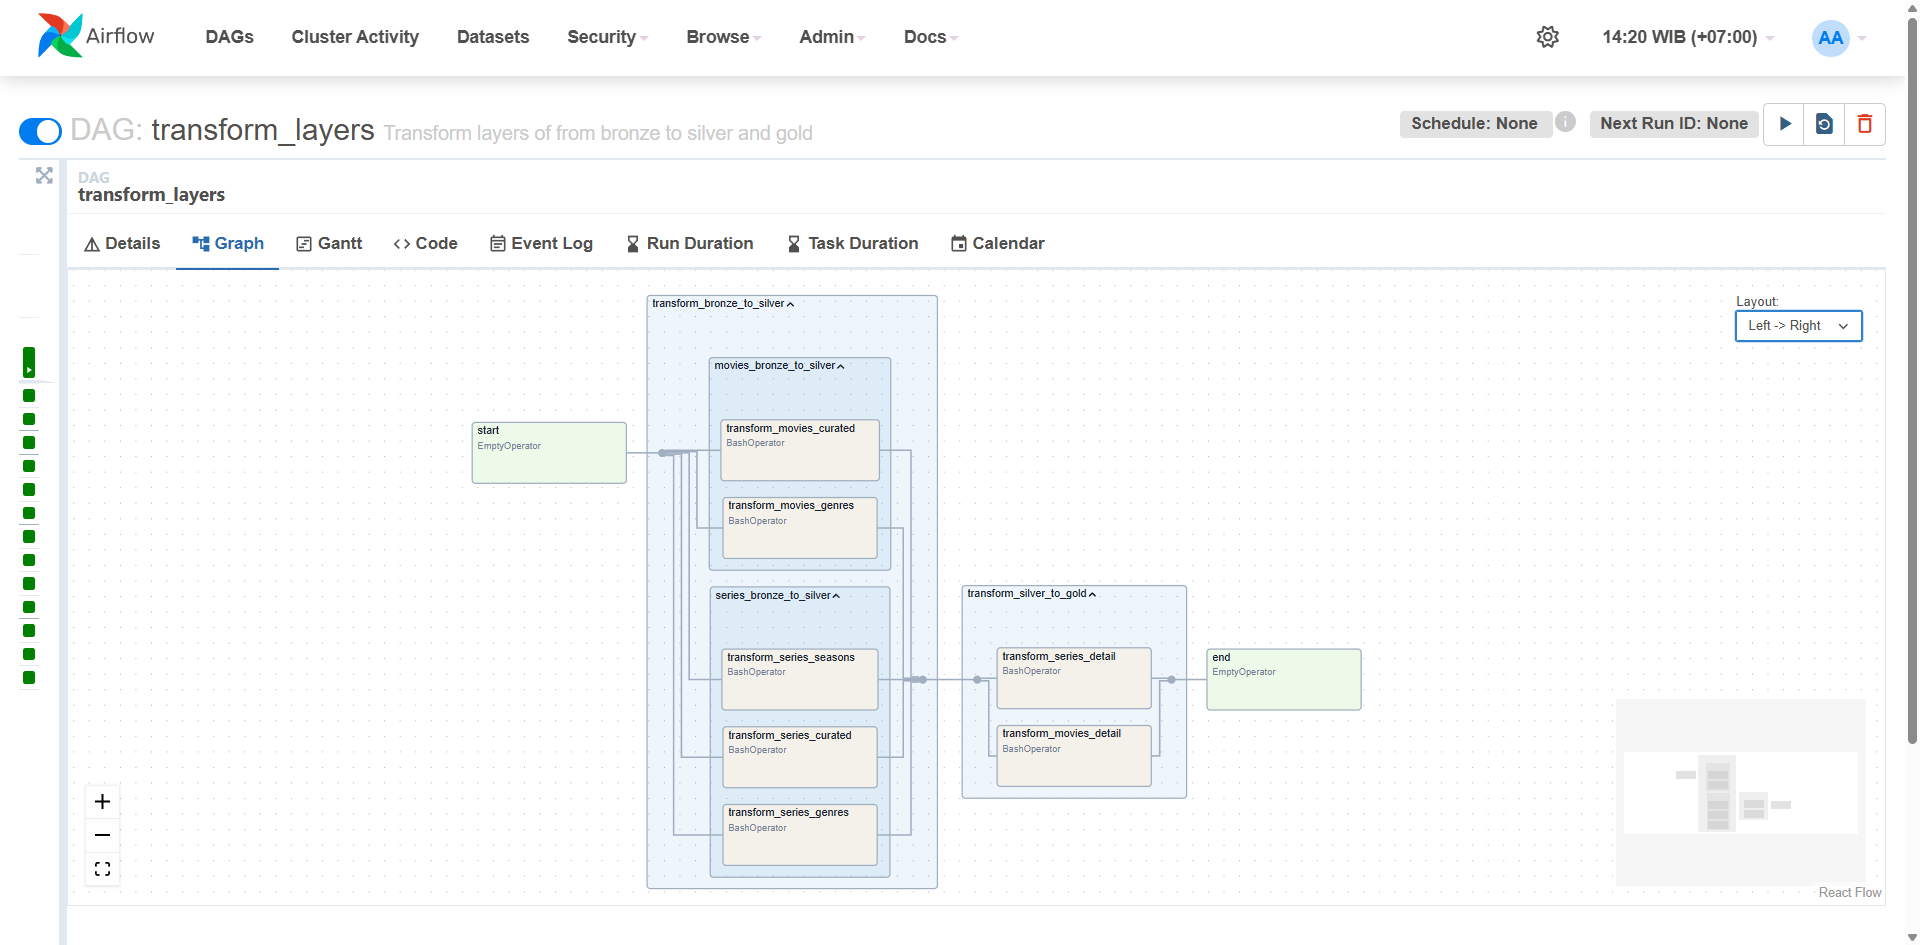 Airflow
DAGs
Cluster Activity
Datasets
Security
Browse
Admin
Docs
14:20 WIB (+07:00)
AA
DAG: transform_layers Transform layers of from bronze to silver and gold
Schedule: None
Next Run ID: None
DAG
transform_layers
Details
Graph
Gantt
Code
Event Log
Run Duration
Task Duration
Calendar
Layout:
Left -> Right
transform_bronze_to_silver
movies_bronze_to_silver
transform_movies_curated
BashOperator
transform_movies_genres
BashOperator
start
EmptyOperator
series_bronze_to_silver
transform_series_seasons
BashOperator
transform_series_curated
BashOperator
transform_series_genres
BashOperator
transform_silver_to_gold
transform_series_detail
BashOperator
transform_movies_detail
BashOperator
end
EmptyOperator
React Flow